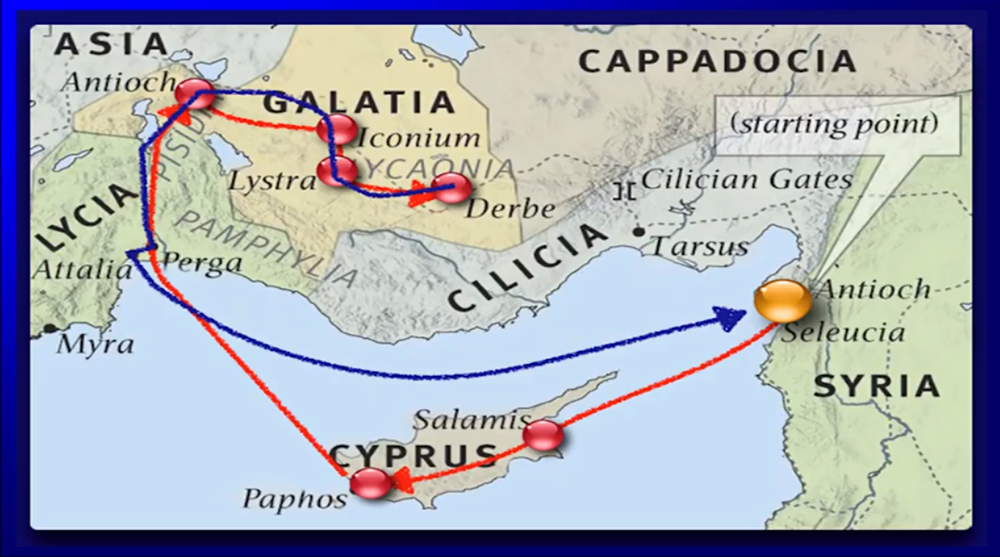 ASIA
CAPPADOCIA
Antioch
GALATIA
(starting point)
Iconium
PISID
LYCAONIA
Cilician Gates
Lystra
Derbe
LYCIA
PAMPHYLIA
CILICIA
Tarsus
Attalia
Perga
Antioch
Seleucia
Myra
SYRIA
Salamis
CYPRUS
Paphos